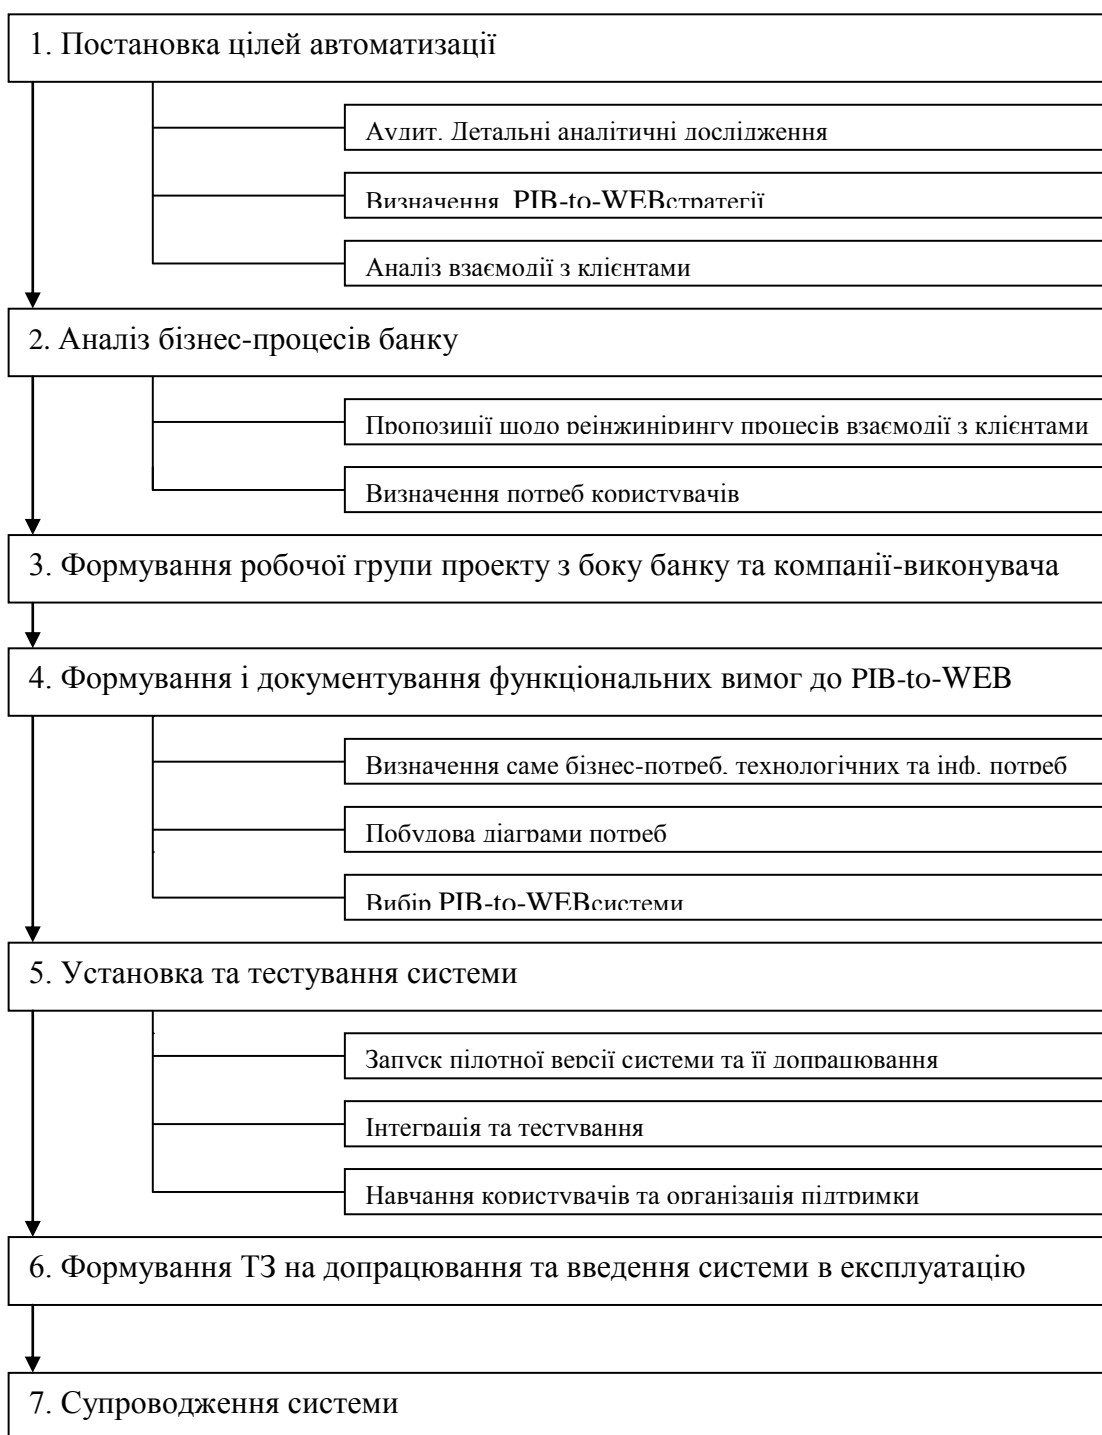 1. Постановка цілей автоматизації
Аудит. Детальні аналітичні дослідження
Визначення PIB-to-WEBстратегії
Аналіз взаємодії з клієнтами
2. Аналіз бізнес-процесів банку
Пропозиції щодо реінжинірингу процесів взаємодії з клієнтами
Визначення потреб користувачів
3. Формування робочої групи проекту з боку банку та компанії-виконувача
4. Формування і документування функціональних вимог до PIB-to-WEB
Визначення саме бізнес-потреб, технологічних та інф. потреб
Побудова діаграми потреб
Вибір PIB-to-WEBсистеми
5. Установка та тестування системи
Запуск пілотної версії системи та її допрацювання
Інтеграція та тестування
Навчання користувачів та організація підтримки
6. Формування ТЗ на допрацювання та введення системи в експлуатацію
7. Супроводження системи